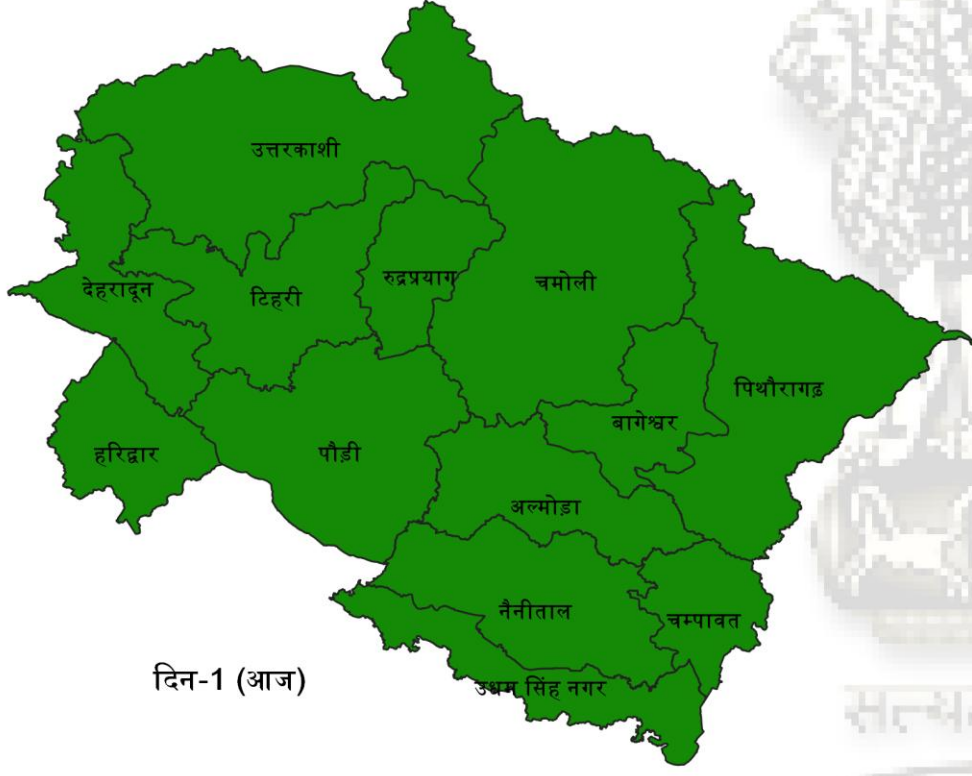 उत्तरकाशी
देहरादून
टिहरी
रुद्रप्रयाग
चमोली
पिथौरागढ़
हरिद्वार
पौड़ी
बागेश्वर
अल्मोड़ा
नैनीताल
चम्पावत
उधम सिंह नगर
दिन-1 (आज)